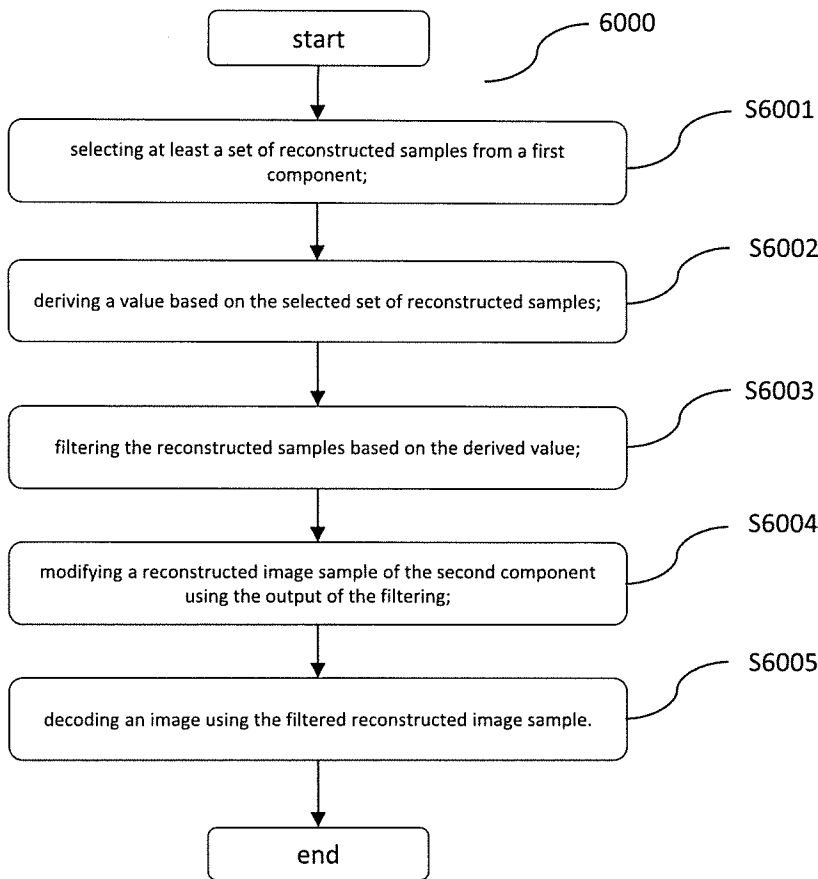 start
6000
S6001
selecting at least a set of reconstructed samples from a first
component;
S6002
deriving a value based on the selected set of reconstructed samples;
S6003
filtering the reconstructed samples based on the derived value;
S6004
modifying a reconstructed image sample of the second component
using the output of the filtering;
S6005
decoding an image using the filtered reconstructed image sample.
end